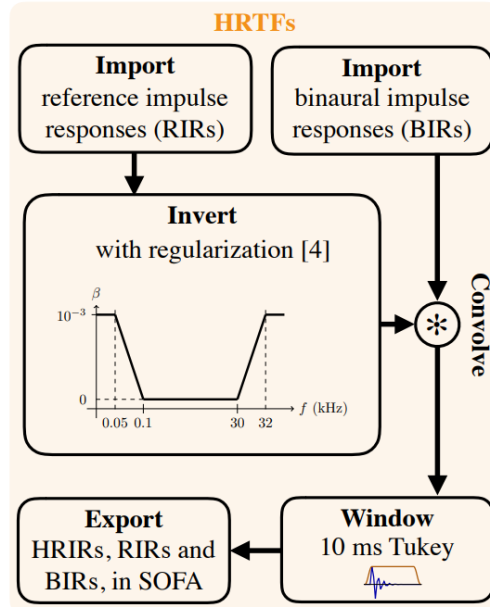 HRTFs
Import
reference impulse
responses (RIRs)
Import
binaural impulse
responses (BIRs)
Invert
with regularization [4]
β
10⁻³
0
0.05 0.1 30 32
f (kHz)
Convolve
*
Export
HRIRs, RIRs and
BIRs, in SOFA
Window
10 ms Tukey